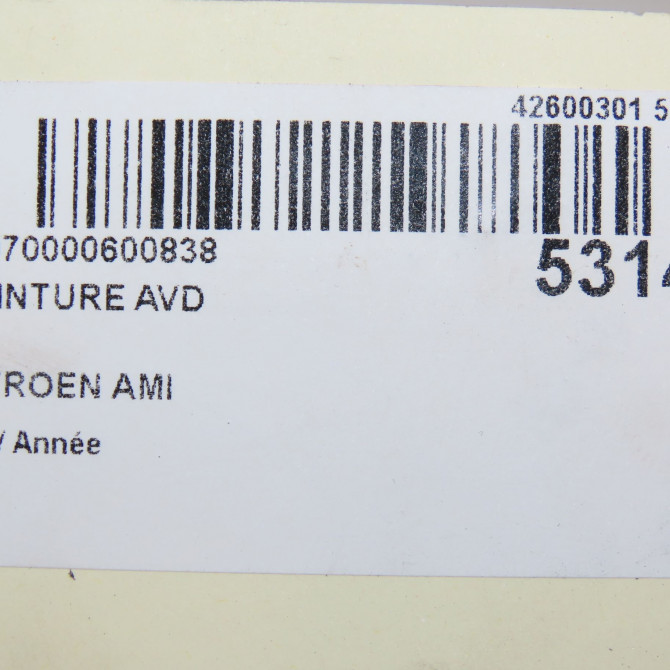 42600301 5
70000600838
5314
INTURE AVD
ROEN AMI
/ Année